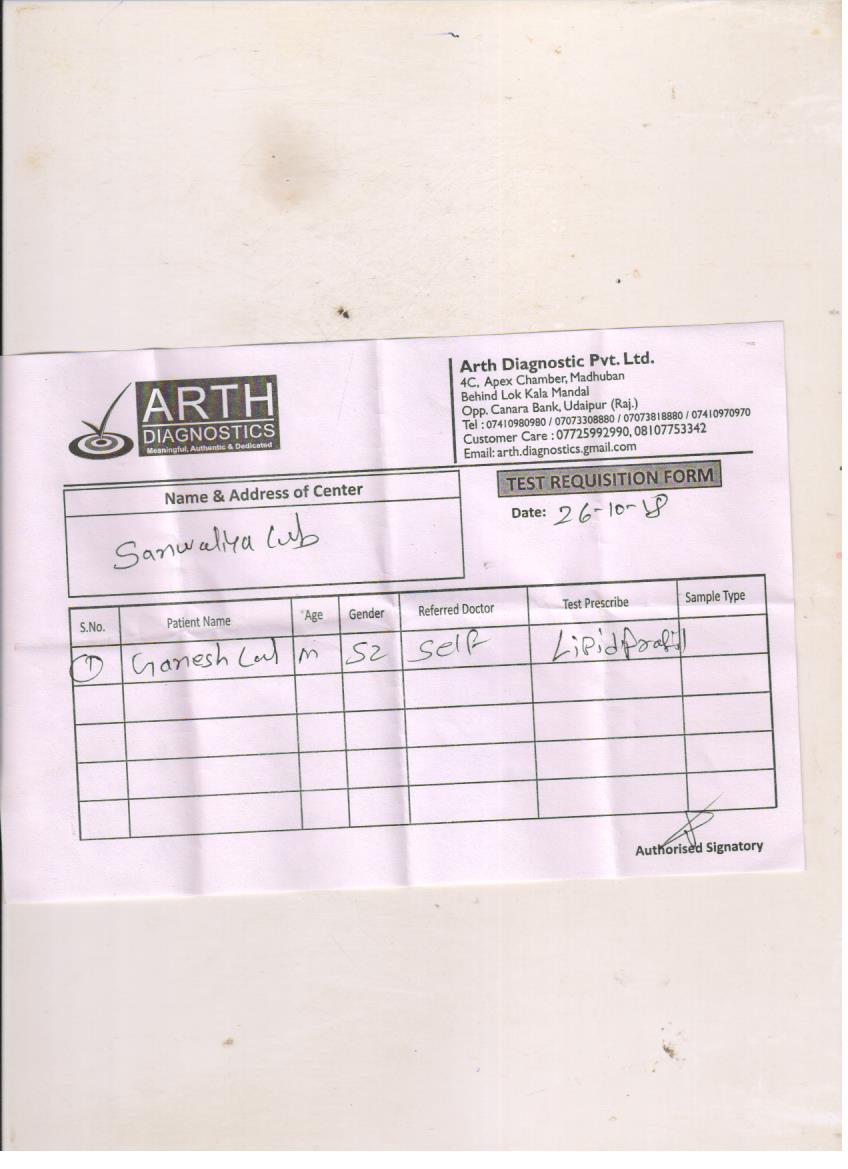 ARTH
DIAGNOSTICS
Meaningful, Authentic & Dedicated
Arth Diagnostic Pvt. Ltd.
4C, Apex Chamber, Madhuban
Behind Lok Kala Mandal
Opp. Canara Bank, Udaipur (Raj.)
Tel : 07410980980 / 07073308880 / 07073818880 / 07410970970
Customer Care : 07725992990, 08107753342
Email: arth.diagnostics.gmail.com
Name & Address of Center
TEST REQUISITION FORM
Date: 26-10-18
Sanwaliya Lab
S.No. Patient Name Age Gender Referred Doctor Test Prescribe Sample Type
1 Ganesh Lal M 52 Self Lipid Profil
Authorised Signatory